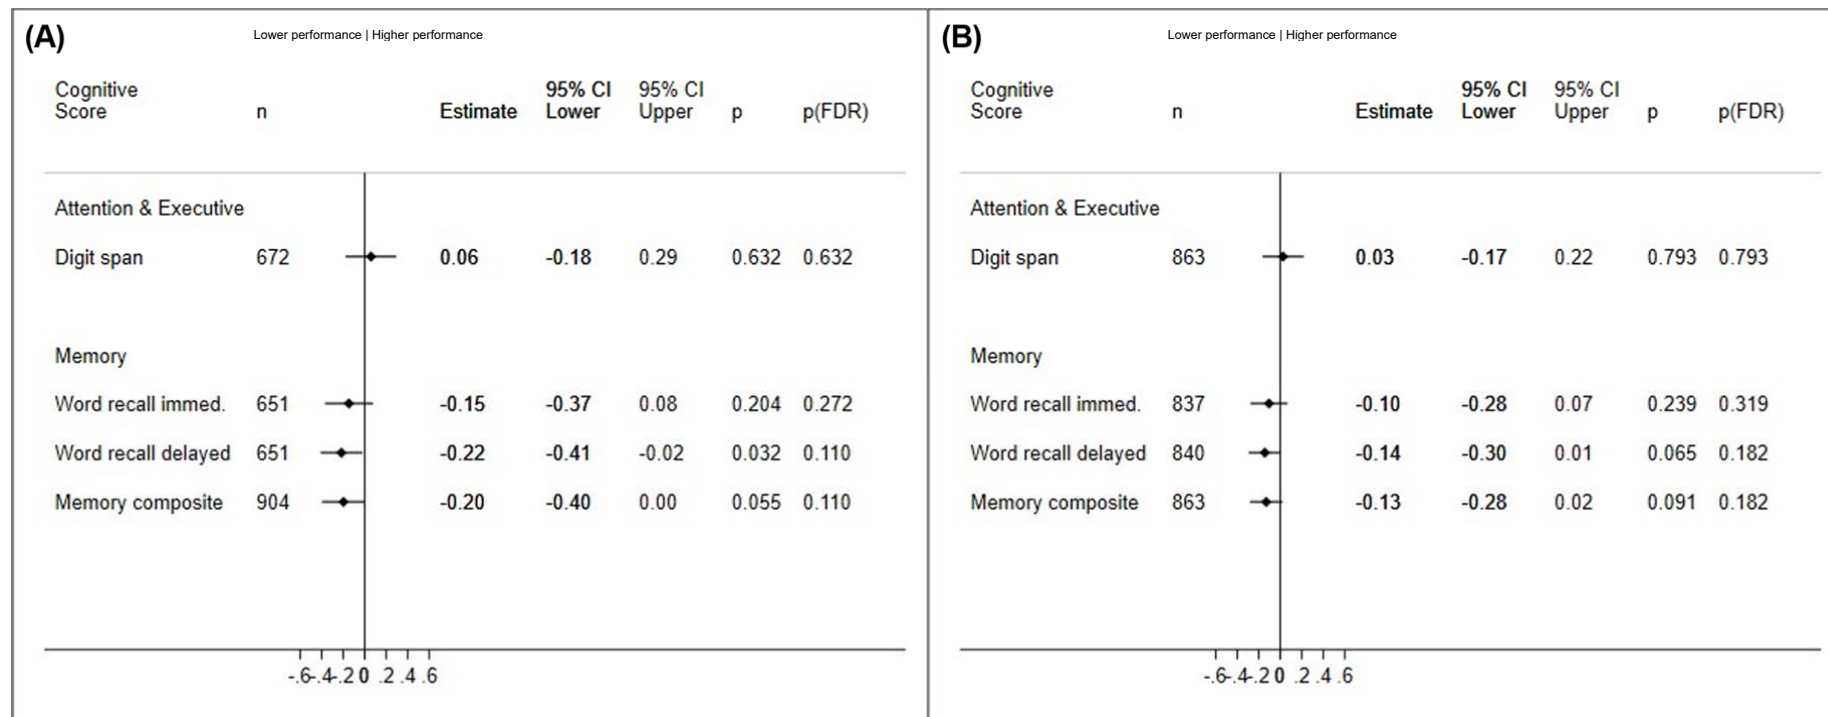 (A)
Lower performance | Higher performance
Cognitive Score n Estimate 95% CI Lower 95% CI Upper p p(FDR)
Attention & Executive
Digit span 672 0.06 -0.18 0.29 0.632 0.632
Memory
Word recall immed. 651 -0.15 -0.37 0.08 0.204 0.272
Word recall delayed 651 -0.22 -0.41 -0.02 0.032 0.110
Memory composite 904 -0.20 -0.40 0.00 0.055 0.110
-.6 -.4 -.2 0 .2 .4 .6
(B)
Lower performance | Higher performance
Cognitive Score n Estimate 95% CI Lower 95% CI Upper p p(FDR)
Attention & Executive
Digit span 863 0.03 -0.17 0.22 0.793 0.793
Memory
Word recall immed. 837 -0.10 -0.28 0.07 0.239 0.319
Word recall delayed 840 -0.14 -0.30 0.01 0.065 0.182
Memory composite 863 -0.13 -0.28 0.02 0.091 0.182
-.6 -.4 -.2 0 .2 .4 .6